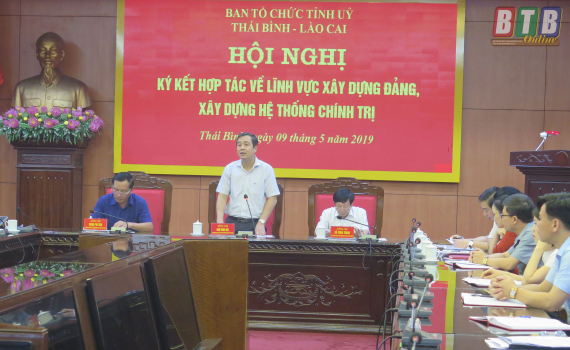 BAN TỔ CHỨC TỈNH UỶ
THÁI BÌNH - LÀO CAI
HỘI NGHỊ
KÝ KẾT HỢP TÁC VỀ LĨNH VỰC XÂY DỰNG ĐẢNG,
XÂY DỰNG HỆ THỐNG CHÍNH TRỊ
Thái Bình, ngày 09 tháng 5 năm 2019
BTB
Online